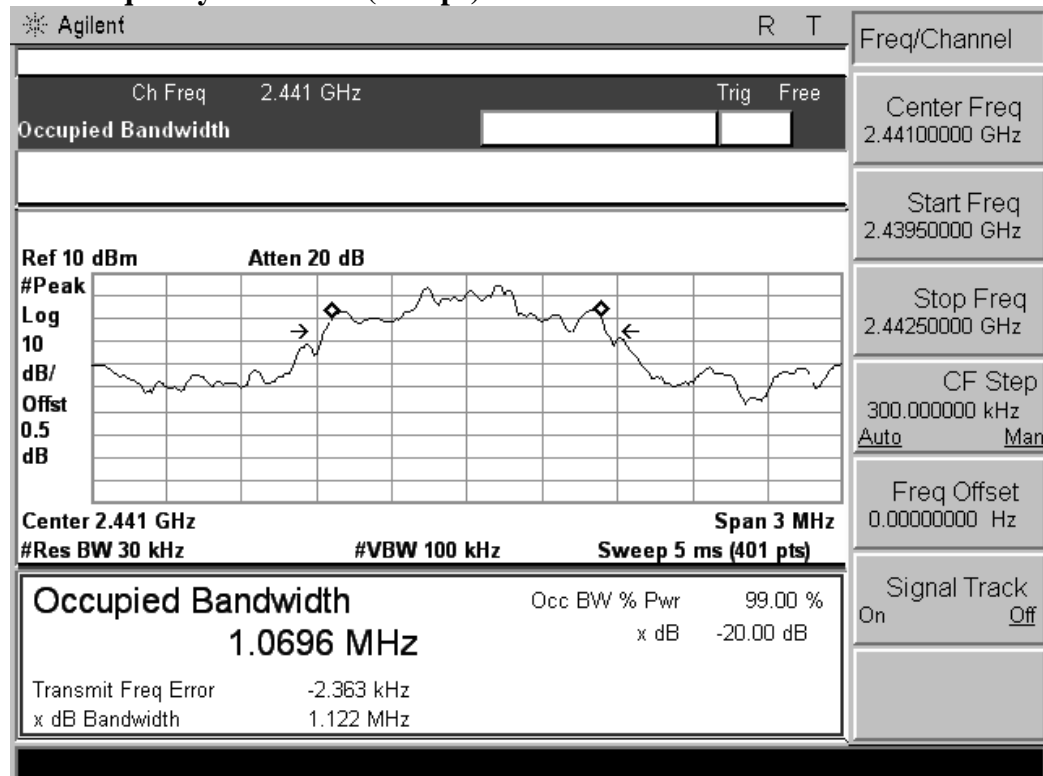 Agilent R T
Freq/Channel
Ch Freq 2.441 GHz Trig Free
Occupied Bandwidth
Center Freq
2.44100000 GHz
Start Freq
2.43950000 GHz
Stop Freq
2.44250000 GHz
CF Step
300.000000 kHz
Auto Man
Freq Offset
0.00000000 Hz
Signal Track
On Off
Ref 10 dBm Atten 20 dB
#Peak
Log
10
dB/
Offst
0.5
dB
Center 2.441 GHz Span 3 MHz
#Res BW 30 kHz #VBW 100 kHz Sweep 5 ms (401 pts)
Occupied Bandwidth
1.0696 MHz
Occ BW % Pwr 99.00 %
x dB -20.00 dB
Transmit Freq Error -2.363 kHz
x dB Bandwidth 1.122 MHz